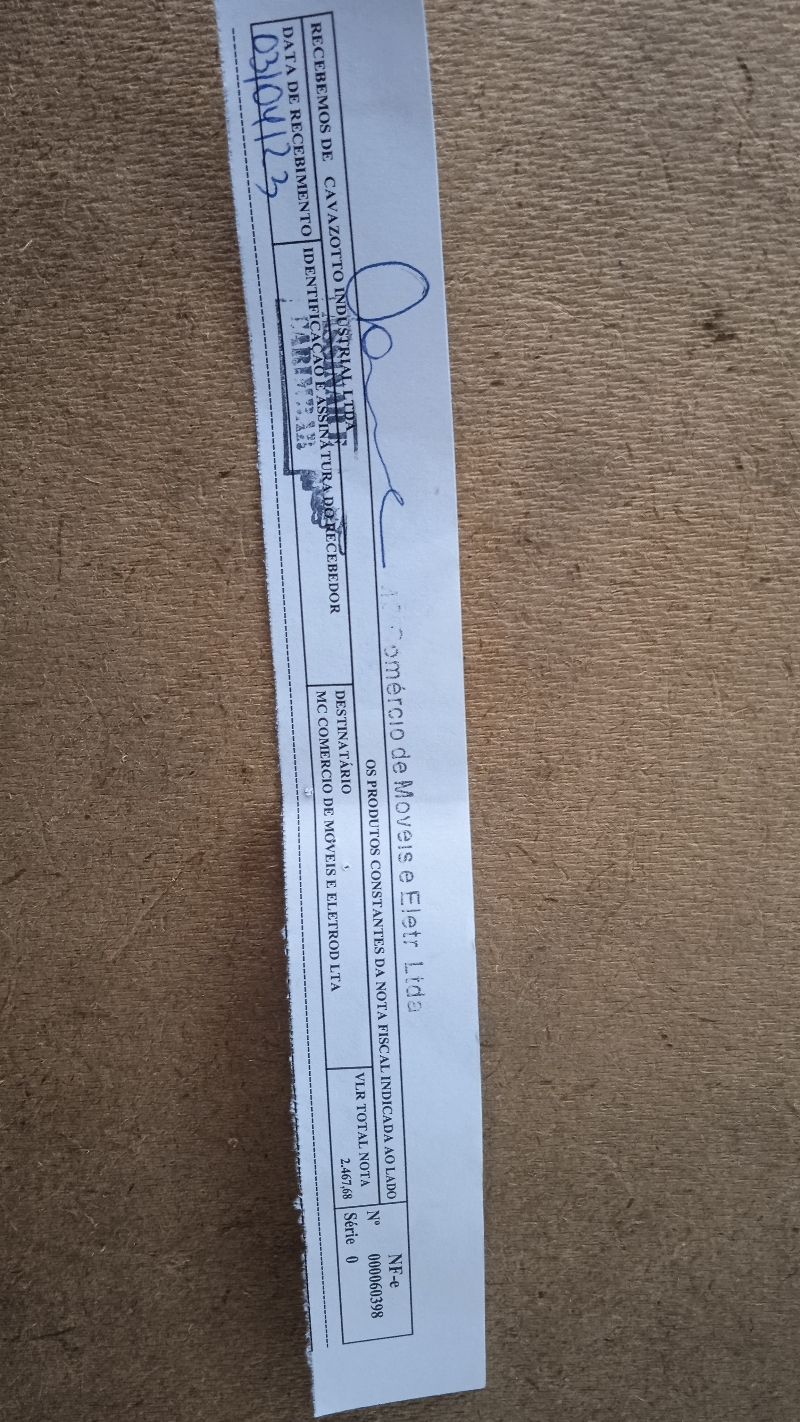 Comércio de Moveis e Eletr Ltda
RECEBEMOS DE CAVAZOTTO INDUSTRIAL LTDA OS PRODUTOS CONSTANTES DA NOTA FISCAL INDICADA AO LADO
DATA DE RECEBIMENTO
03/04/23
IDENTIFICAÇÃO E ASSINATURA DO RECEBEDOR
DESTINATÁRIO
MC COMERCIO DE MÓVEIS E ELETROD LTA
VLR TOTAL NOTA
2.467,68
NF-e
Nº 000060398
Série 0